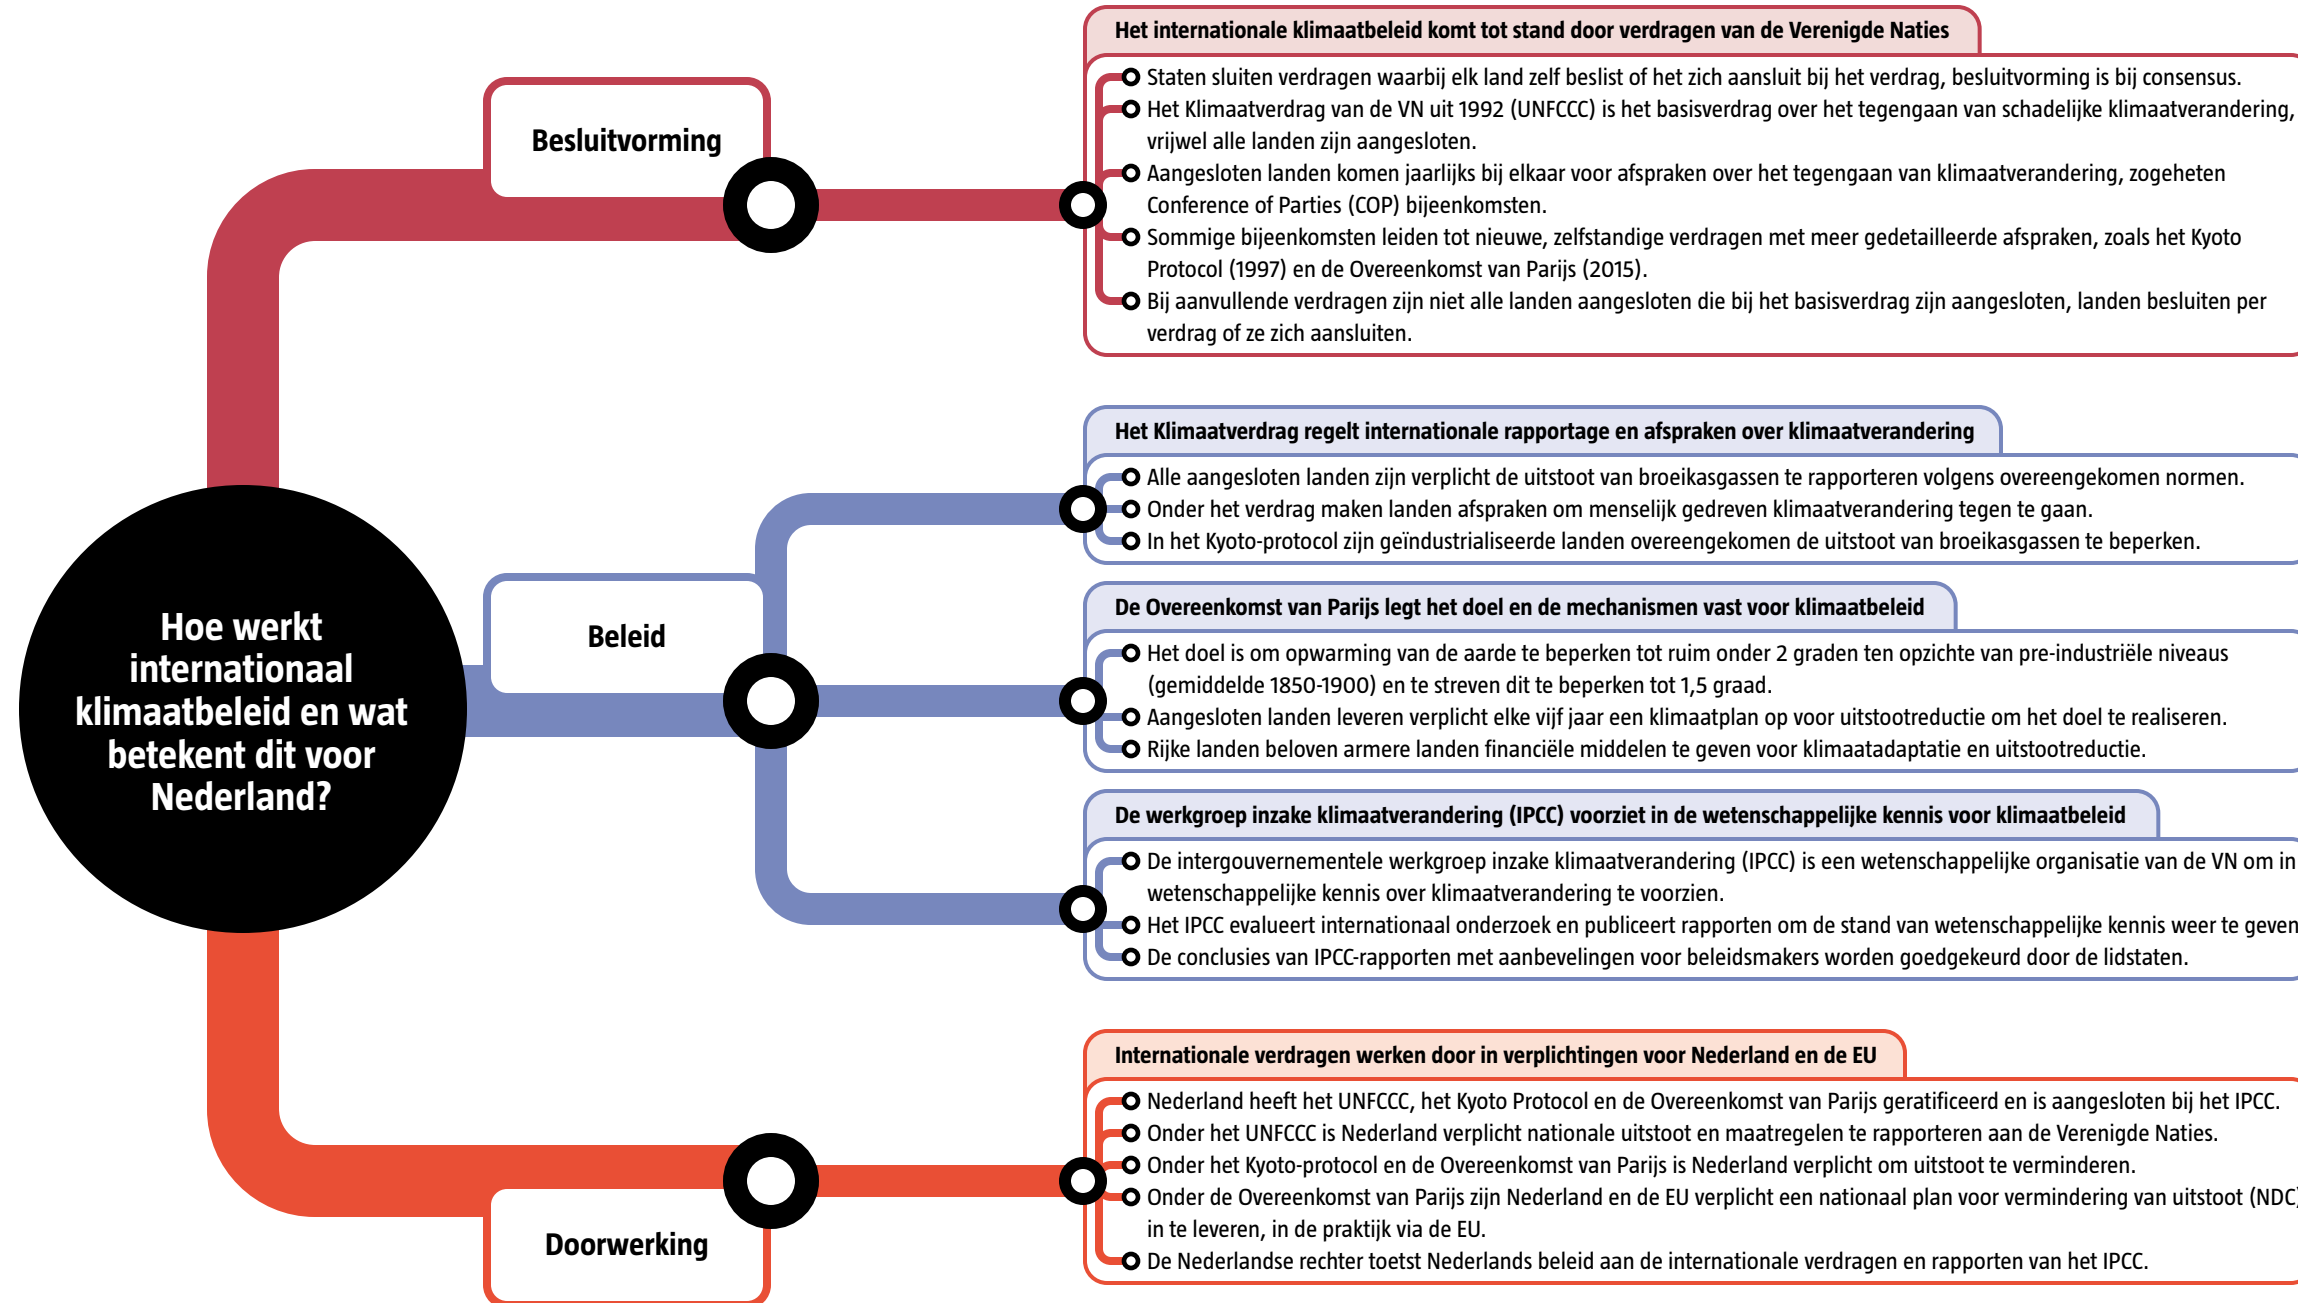 Hoe werkt
internationaal
klimaatbeleid en wat
betekent dit voor
Nederland?
Besluitvorming
Het internationale klimaatbeleid komt tot stand door verdragen van de Verenigde Naties
Staten sluiten verdragen waarbij elk land zelf beslist of het zich aansluit bij het verdrag, besluitvorming is bij consensus.
Het Klimaatverdrag van de VN uit 1992 (UNFCCC) is het basisverdrag over het tegengaan van schadelijke klimaatverandering,
vrijwel alle landen zijn aangesloten.
Aangesloten landen komen jaarlijks bij elkaar voor afspraken over het tegengaan van klimaatverandering, zogeheten
Conference of Parties (COP) bijeenkomsten.
Sommige bijeenkomsten leiden tot nieuwe, zelfstandige verdragen met meer gedetailleerde afspraken, zoals het Kyoto
Protocol (1997) en de Overeenkomst van Parijs (2015).
Bij aanvullende verdragen zijn niet alle landen aangesloten die bij het basisverdrag zijn aangesloten, landen besluiten per
verdrag of ze zich aansluiten.
Beleid
Het Klimaatverdrag regelt internationale rapportage en afspraken over klimaatverandering
Alle aangesloten landen zijn verplicht de uitstoot van broeikasgassen te rapporteren volgens overeengekomen normen.
Onder het verdrag maken landen afspraken om menselijk gedreven klimaatverandering tegen te gaan.
In het Kyoto-protocol zijn geïndustrialiseerde landen overeengekomen de uitstoot van broeikasgassen te beperken.
De Overeenkomst van Parijs legt het doel en de mechanismen vast voor klimaatbeleid
Het doel is om opwarming van de aarde te beperken tot ruim onder 2 graden ten opzichte van pre-industriële niveaus
(gemiddelde 1850-1900) en te streven dit te beperken tot 1,5 graad.
Aangesloten landen leveren verplicht elke vijf jaar een klimaatplan op voor uitstootreductie om het doel te realiseren.
Rijke landen beloven armere landen financiële middelen te geven voor klimaatadaptatie en uitstootreductie.
De werkgroep inzake klimaatverandering (IPCC) voorziet in de wetenschappelijke kennis voor klimaatbeleid
De intergouvernementele werkgroep inzake klimaatverandering (IPCC) is een wetenschappelijke organisatie van de VN om in
wetenschappelijke kennis over klimaatverandering te voorzien.
Het IPCC evalueert internationaal onderzoek en publiceert rapporten om de stand van wetenschappelijke kennis weer te geven
De conclusies van IPCC-rapporten met aanbevelingen voor beleidsmakers worden goedgekeurd door de lidstaten.
Doorwerking
Internationale verdragen werken door in verplichtingen voor Nederland en de EU
Nederland heeft het UNFCCC, het Kyoto Protocol en de Overeenkomst van Parijs geratificeerd en is aangesloten bij het IPCC.
Onder het UNFCCC is Nederland verplicht nationale uitstoot en maatregelen te rapporteren aan de Verenigde Naties.
Onder het Kyoto-protocol en de Overeenkomst van Parijs is Nederland verplicht om uitstoot te verminderen.
Onder de Overeenkomst van Parijs zijn Nederland en de EU verplicht een nationaal plan voor vermindering van uitstoot (NDC)
in te leveren, in de praktijk via de EU.
De Nederlandse rechter toetst Nederlands beleid aan de internationale verdragen en rapporten van het IPCC.